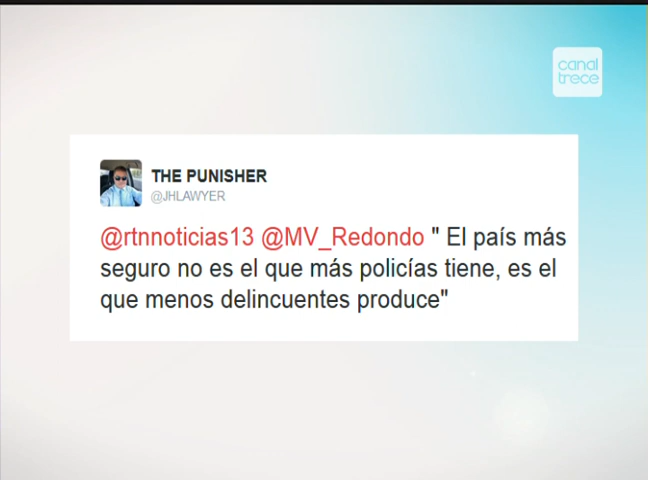 canal
trece
THE PUNISHER
@JHLAWYER
@rtnnoticias13 @MV_Redondo " El país más
seguro no es el que más policías tiene, es el
que menos delincuentes produce"